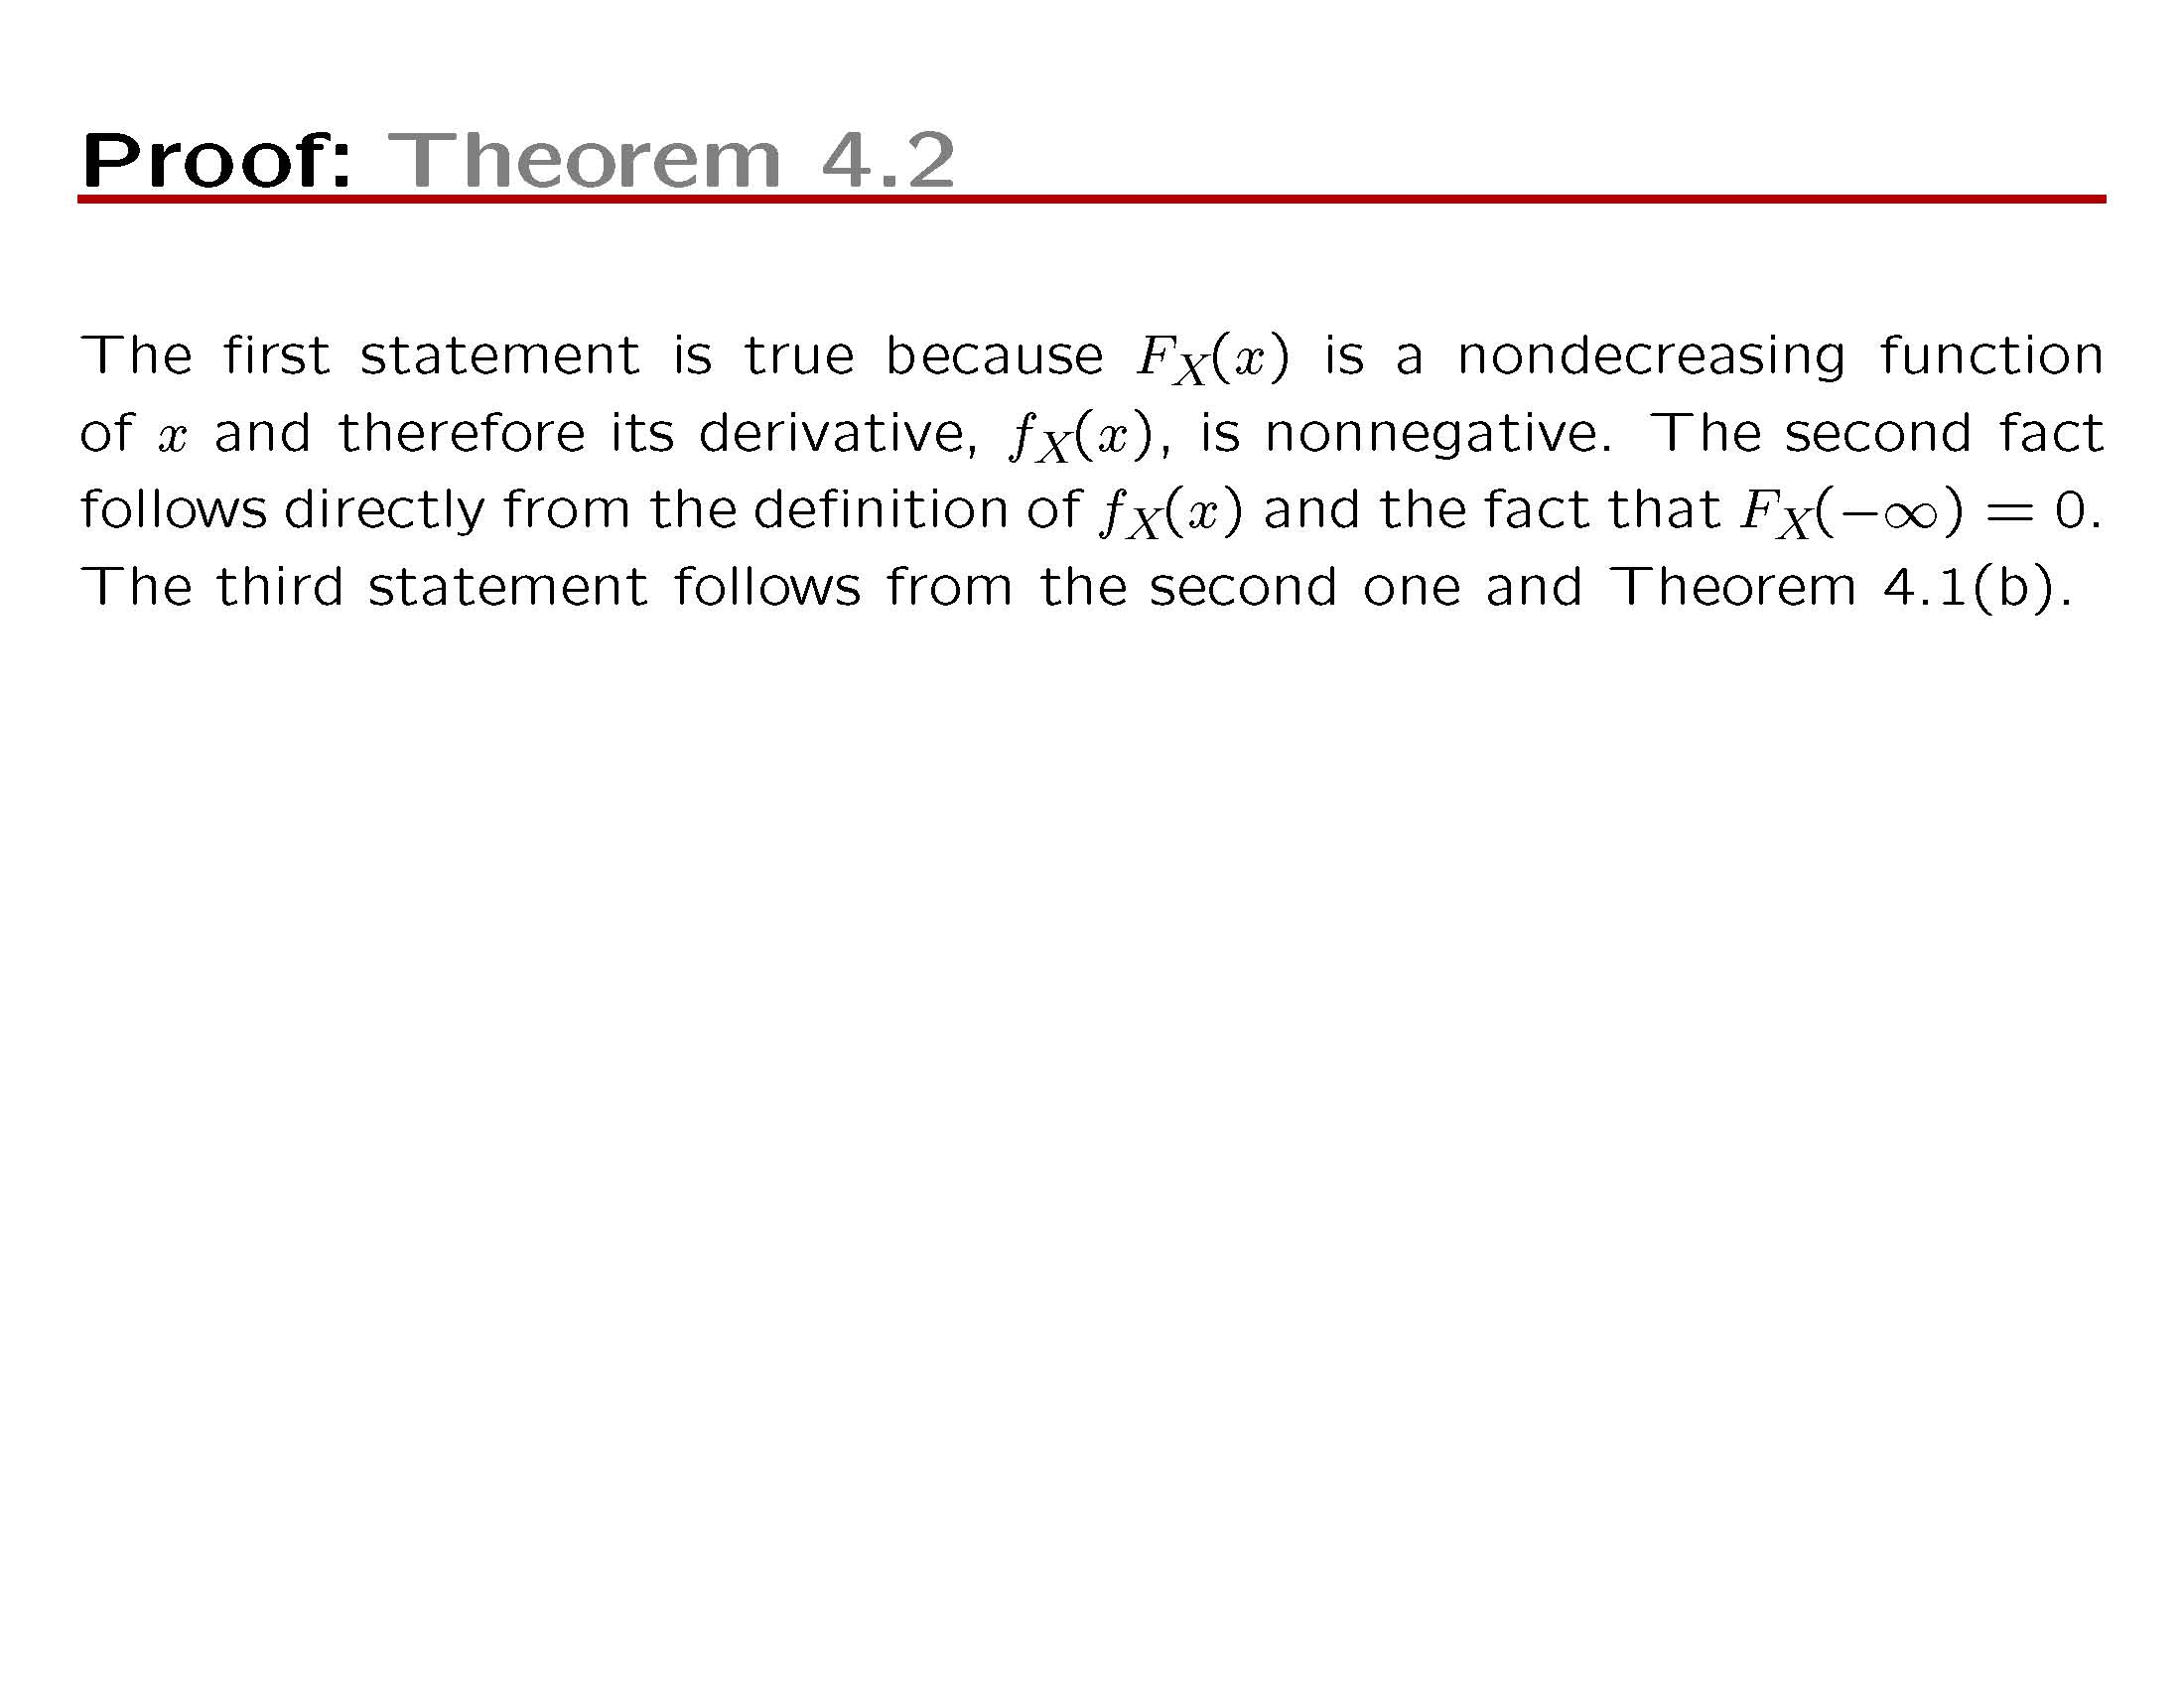 Proof: Theorem 4.2
The first statement is true because $F_X(x)$ is a nondecreasing function
of $x$ and therefore its derivative, $f_X(x)$, is nonnegative. The second fact
follows directly from the definition of $f_X(x)$ and the fact that $F_X(-\infty) = 0$.
The third statement follows from the second one and Theorem 4.1(b).